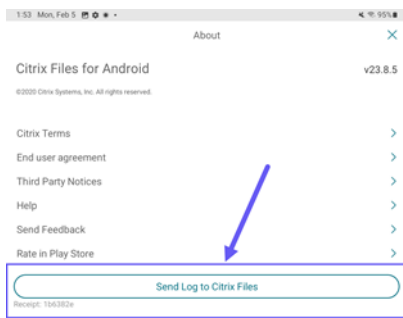 1:53 Mon, Feb 5
95%
About
Citrix Files for Android
v23.8.5
©2020 Citrix Systems, Inc. All rights reserved.
Citrix Terms
End user agreement
Third Party Notices
Help
Send Feedback
Rate in Play Store
Send Log to Citrix Files
Receipt: 1b6382e